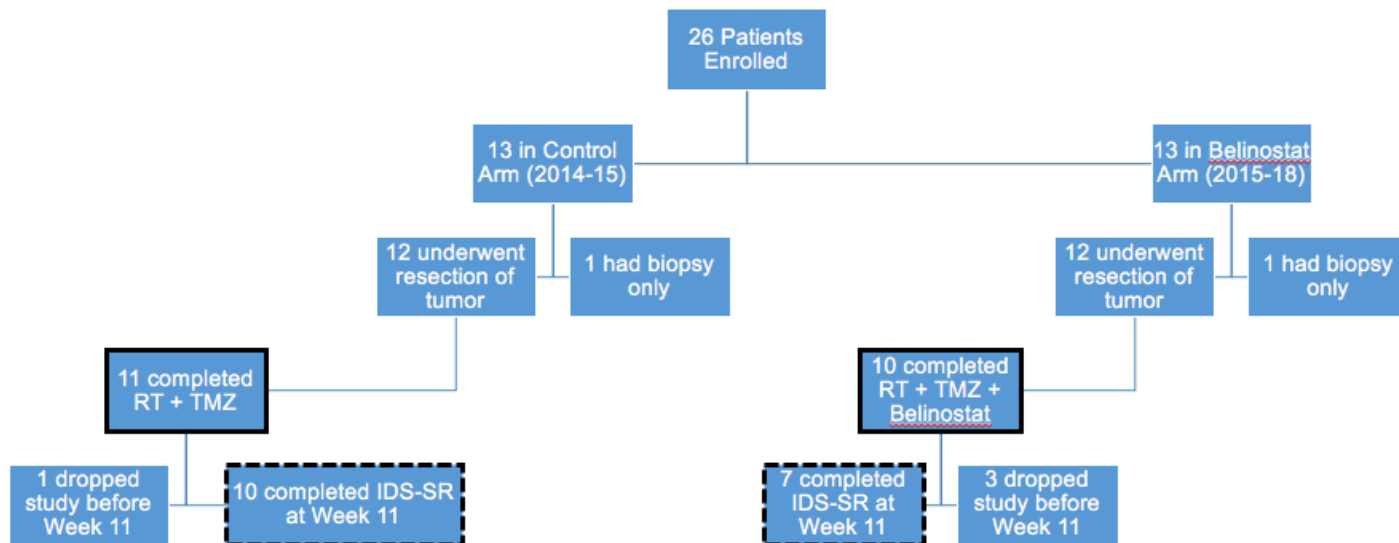 26 Patients
Enrolled
13 in Control
Arm (2014-15)
13 in Belinostat
Arm (2015-18)
12 underwent
resection of
tumor
1 had biopsy
only
12 underwent
resection of
tumor
1 had biopsy
only
11 completed
RT + TMZ
10 completed
RT + TMZ +
Belinostat
1 dropped
study before
Week 11
10 completed IDS-SR
at Week 11
7 completed
IDS-SR at
Week 11
3 dropped
study before
Week 11